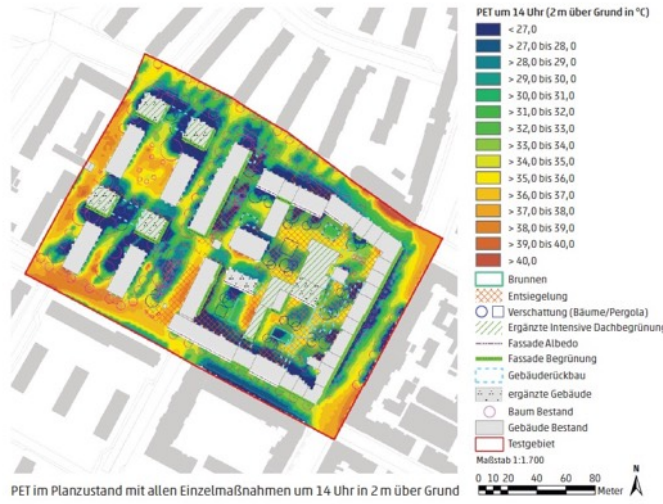 PET um 14 Uhr (2 m über Grund in °C)
< 27,0
> 27,0 bis 28, 0
> 28,0 bis 29, 0
> 29,0 bis 30, 0
> 30,0 bis 31,0
> 31,0 bis 32,0
> 32,0 bis 33,0
> 33,0 bis 34,0
> 34,0 bis 35,0
> 35,0 bis 36,0
> 36,0 bis 37,0
> 37,0 bis 38,0
> 38,0 bis 39,0
> 39,0 bis 40,0
> 40,0
Brunnen
Entsiegelung
Verschattung (Bäume/Pergola)
Ergänzte Intensive Dachbegrünung
Fassade Albedo
Fassade Begrünung
Gebäuderückbau
ergänzte Gebäude
Baum Bestand
Gebäude Bestand
Testgebiet
Maßstab 1:1.700
0 10 20 40 60 80
Meter
N
PET im Planzustand mit allen Einzelmaßnahmen um 14 Uhr in 2 m über Grund